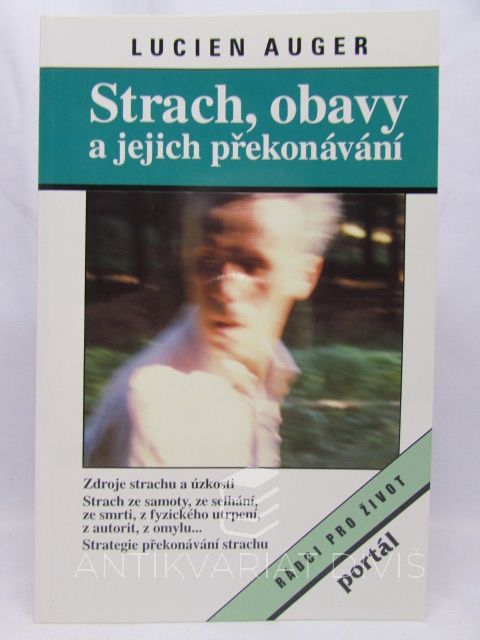 LUCIEN AUGER
Strach, obavy
a jejich překonávání
Zdroje strachu a úzkosti
Strach ze samoty, ze selhání,
ze smrti, z fyzického utrpení,
z autorit, z omylu...
Strategie překonávání strachu
RÁDCI PRO ŽIVOT
portál
ANTIKVARIÁT DIVIŠ